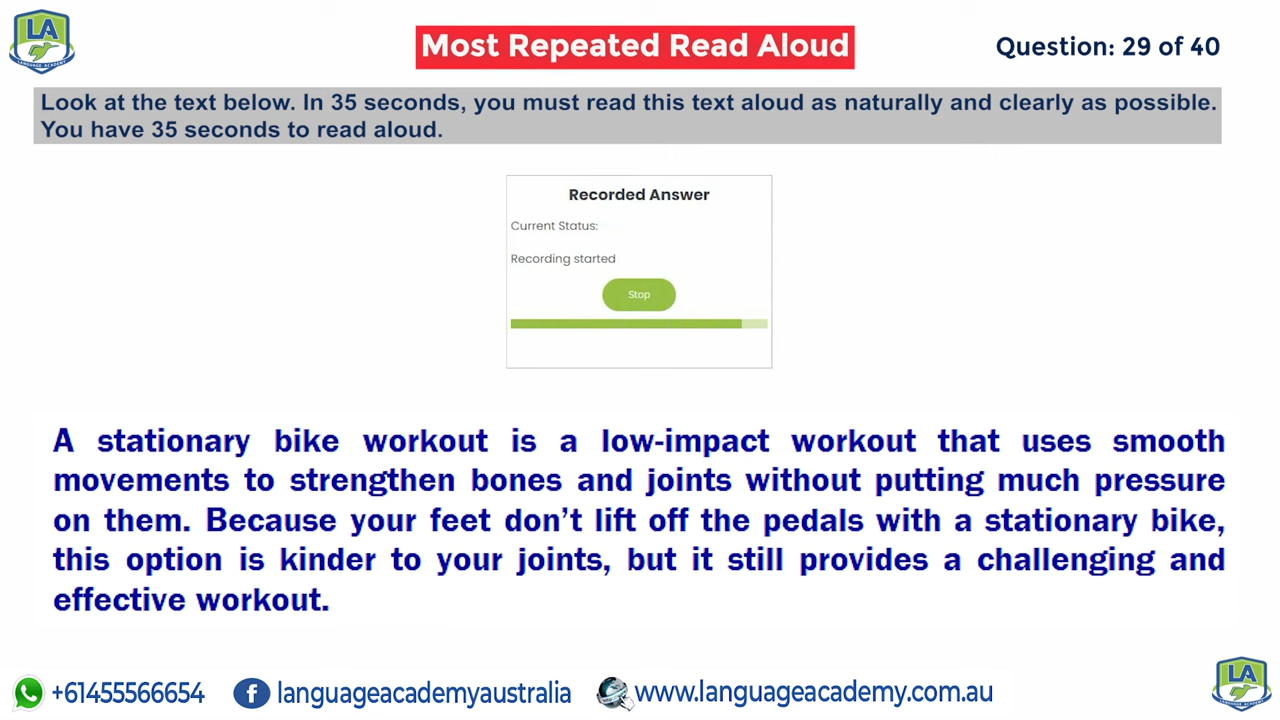 LA
LANGUAGE ACADEMY
Most Repeated Read Aloud
Question: 29 of 40
Look at the text below. In 35 seconds, you must read this text aloud as naturally and clearly as possible.
You have 35 seconds to read aloud.
Recorded Answer
Current Status:
Recording started
Stop
A stationary bike workout is a low-impact workout that uses smooth
movements to strengthen bones and joints without putting much pressure
on them. Because your feet don't lift off the pedals with a stationary bike,
this option is kinder to your joints, but it still provides a challenging and
effective workout.
+61455566654 languageacademyaustralia www.languageacademy.com.au
LA
LANGUAGE ACADEMY